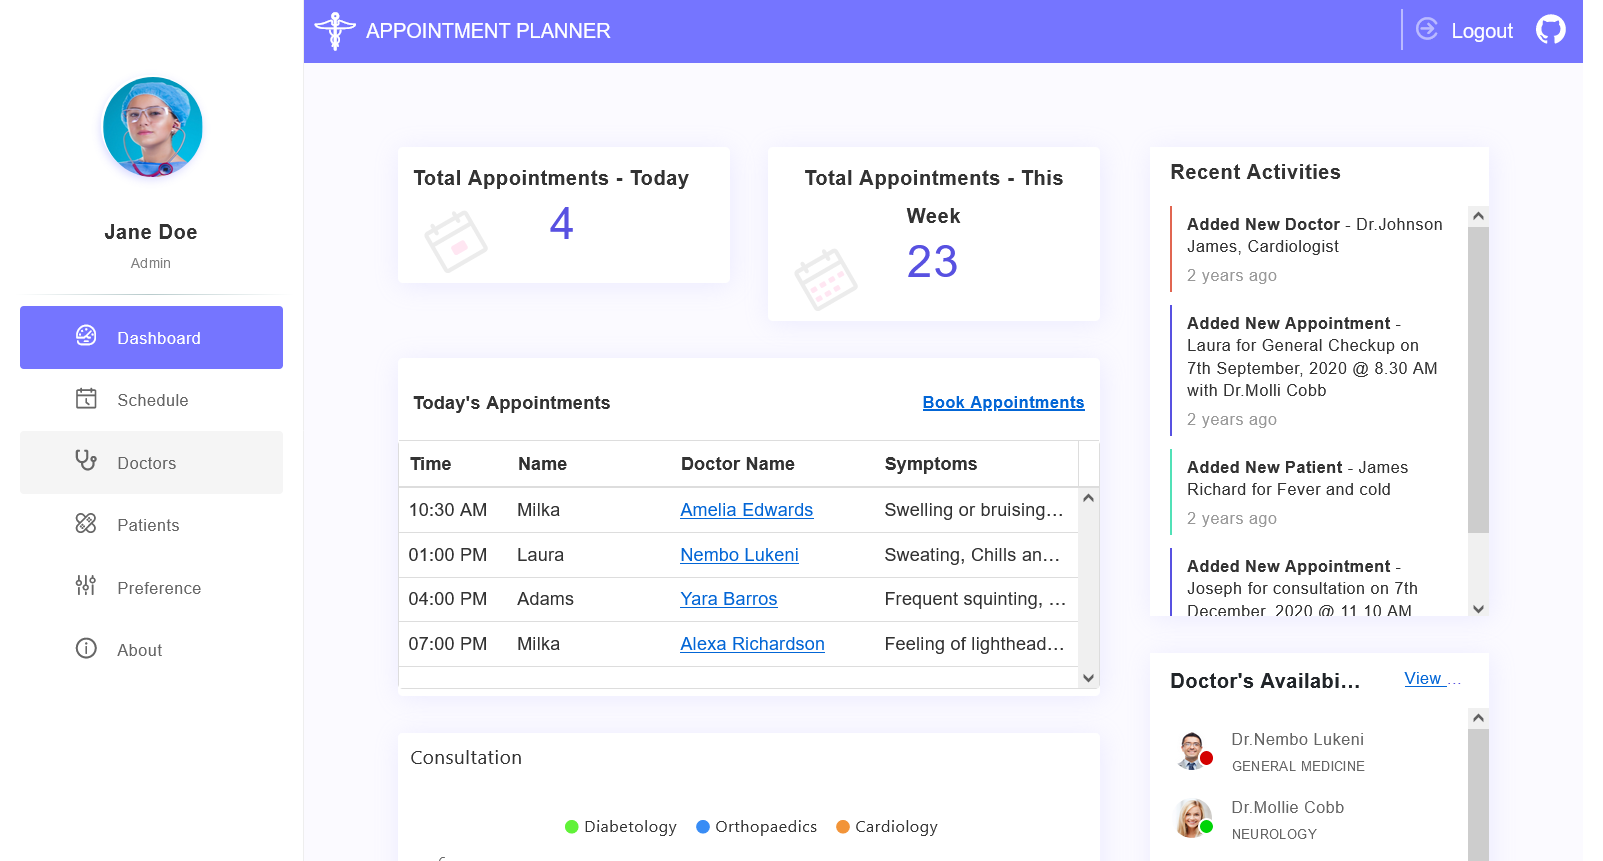 APPOINTMENT PLANNER
Logout
Jane Doe
Admin
Dashboard
Schedule
Doctors
Patients
Preference
About
Total Appointments - Today
4
Total Appointments - This
Week
23
Today's Appointments
Book Appointments
Time Name Doctor Name Symptoms
10:30 AM Milka Amelia Edwards Swelling or bruising...
01:00 PM Laura Nembo Lukeni Sweating, Chills an...
04:00 PM Adams Yara Barros Frequent squinting, ...
07:00 PM Milka Alexa Richardson Feeling of lighthead...
Consultation
Diabetology Orthopaedics Cardiology
Recent Activities
Added New Doctor - Dr.Johnson
James, Cardiologist
2 years ago
Added New Appointment -
Laura for General Checkup on
7th September, 2020 @ 8.30 AM
with Dr.Molli Cobb
2 years ago
Added New Patient - James
Richard for Fever and cold
2 years ago
Added New Appointment -
Joseph for consultation on 7th
December, 2020 @ 11.10 AM
Doctor's Availabi...
View ...
Dr.Nembo Lukeni
GENERAL MEDICINE
Dr.Mollie Cobb
NEUROLOGY